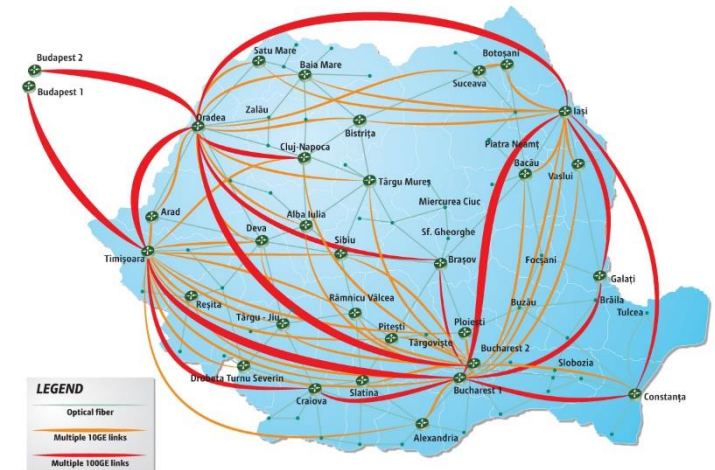 Budapest 2
Budapest 1
Satu Mare
Baia Mare
Botoșani
Suceava
Oradea
Zalău
Iași
Bistrița
Cluj-Napoca
Piatra Neamț
Bacău
Vaslui
Târgu Mureș
Miercurea Ciuc
Arad
Alba Iulia
Deva
Sf. Gheorghe
Sibiu
Timișoara
Brașov
Focșani
Galați
Reșița
Râmnicu Vâlcea
Buzău
Brăila
Tulcea
Târgu - Jiu
Pitești
Ploiești
Târgoviște
Bucharest 2
Slobozia
Drobeta Turnu Severin
Bucharest 1
Craiova
Slatina
Constanța
Alexandria
LEGEND
Optical fiber
Multiple 10GE links
Multiple 100GE links